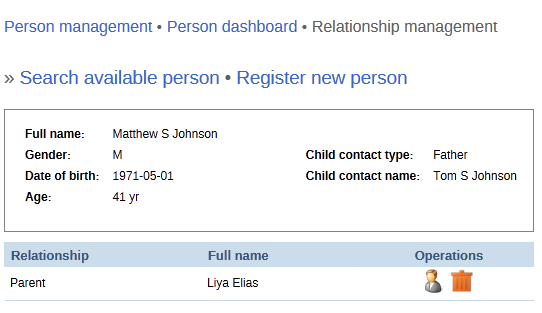 Person management • Person dashboard • Relationship management
» Search available person • Register new person
Full name: Matthew S Johnson
Gender: M Child contact type: Father
Date of birth: 1971-05-01 Child contact name: Tom S Johnson
Age: 41 yr
Relationship Full name Operations
Parent Liya Elias